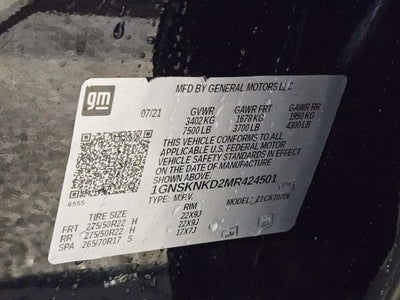 gm
MFD BY GENERAL MOTORS LLC
07/21 GVWR GAWR FRT GAWR RR
3402 KG 1678 KG 1950 KG
7500 LB 3700 LB 4300 LB
THIS VEHICLE CONFORMS TO ALL
APPLICABLE U.S. FEDERAL MOTOR
VEHICLE SAFETY STANDARDS IN EFFECT
ON THE DATE OF MANUFACTURE
SHOWN ABOVE.
1GNSKNKD2MR424501
TYPE: M.P.V. MODEL:
8555
TIRE SIZE RIM
FRT 275/50R22 H 22X9J
RR 275/50R22 H 22X9J
SPA 265/70R17 S 17X7J